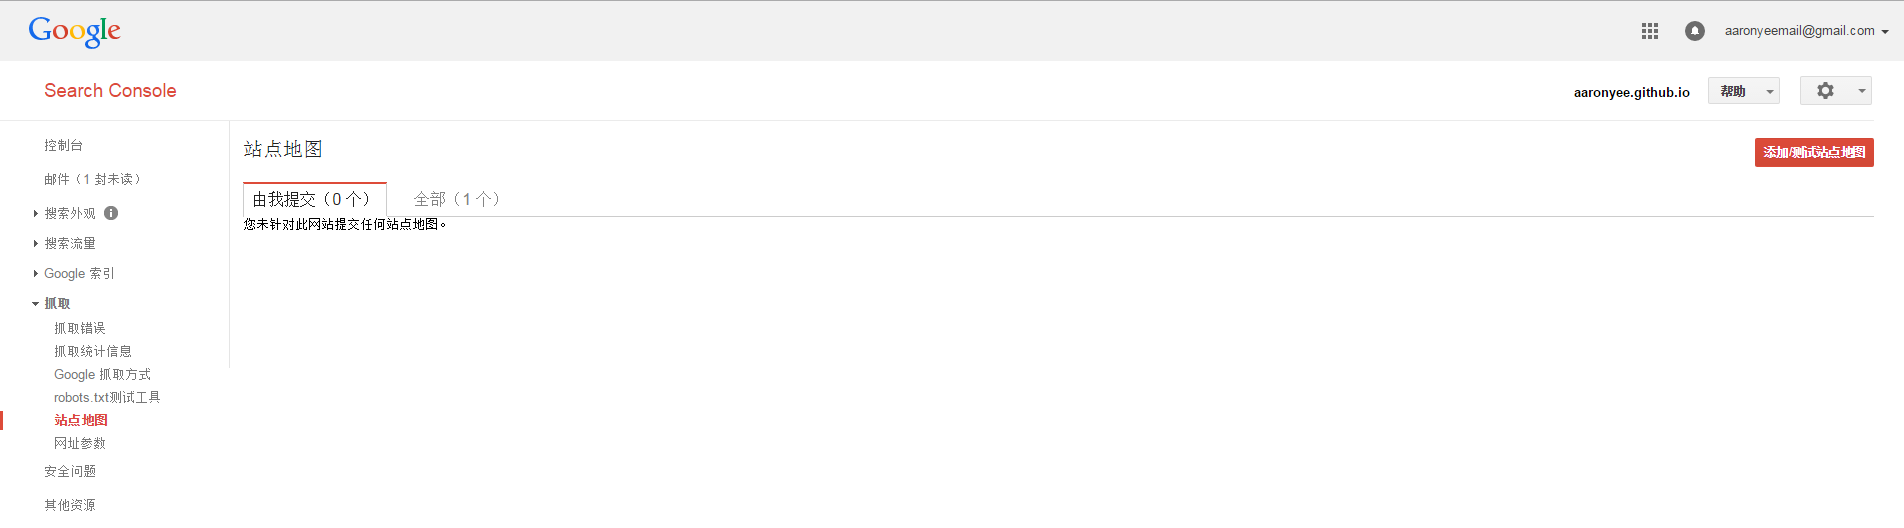 Google
aaronyeemail@gmail.com
Search Console
aaronyee.github.io
帮助
控制台
邮件（1 封未读）
搜索外观
搜索流量
Google 索引
抓取
抓取错误
抓取统计信息
Google 抓取方式
robots.txt测试工具
站点地图
网址参数
安全问题
其他资源
站点地图
添加/测试站点地图
由我提交（0 个） 全部（1 个）
您未针对此网站提交任何站点地图。